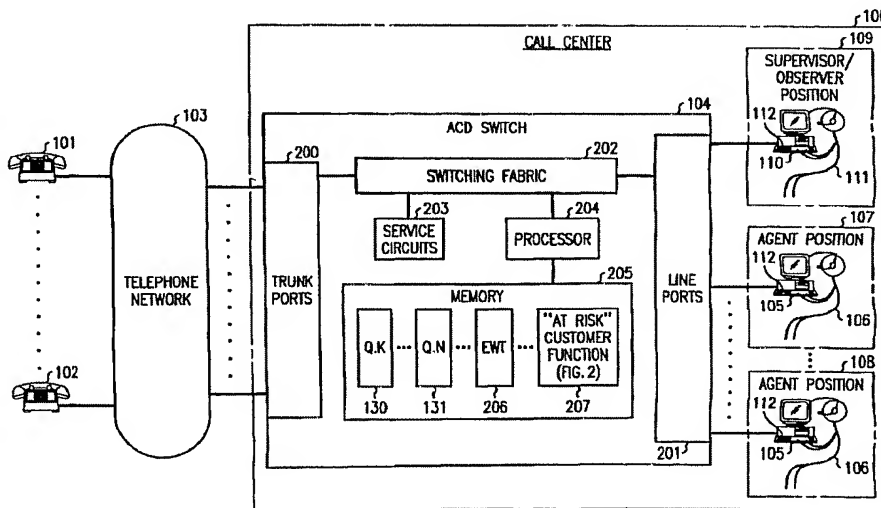 10
CALL CENTER
109
SUPERVISOR/
OBSERVER
POSITION
103
104
ACD SWITCH
112
101
200
202
SWITCHING FABRIC
110
111
203
204
107
SERVICE
CIRCUITS
PROCESSOR
AGENT POSITION
205
112
TELEPHONE
NETWORK
TRUNK
PORTS
MEMORY
LINE
PORTS
105
106
Q.K
Q.N
EWT
"AT RISK"
CUSTOMER
FUNCTION
(FIG. 2)
108
102
AGENT POSITION
130
131
206
207
112
201
105
106